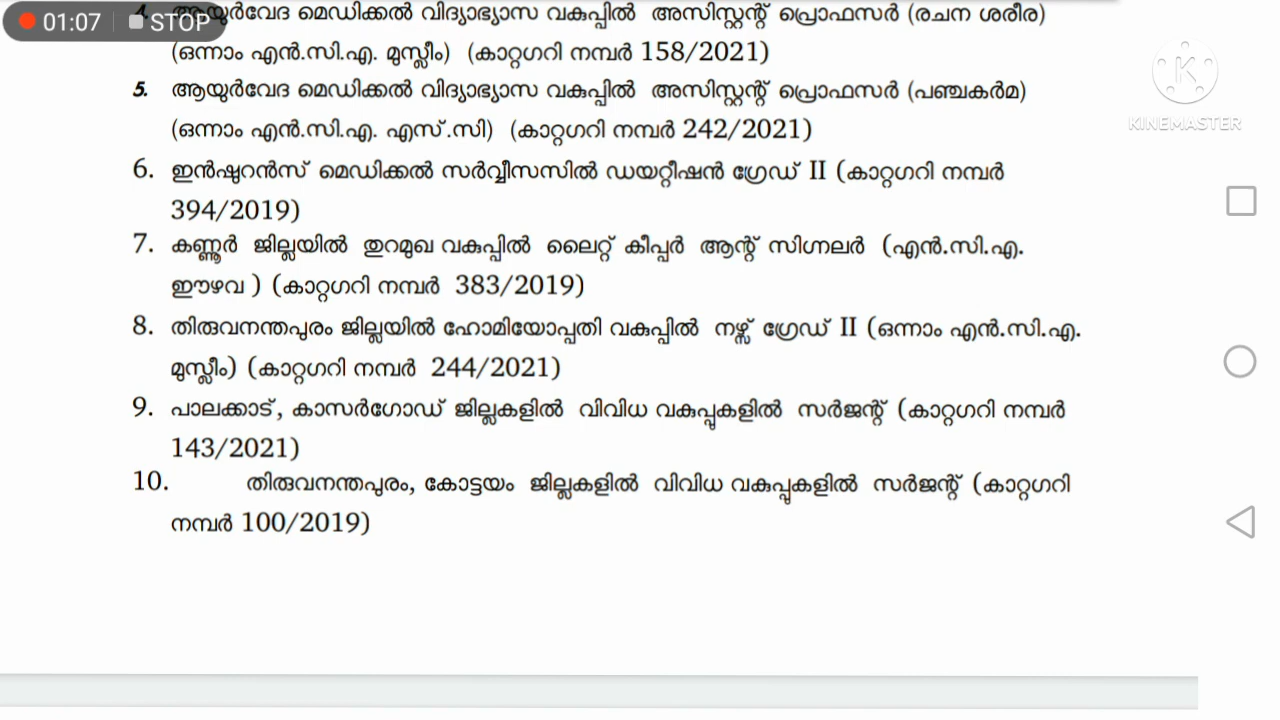 01:07 STOP
4. ആയുർവേദ മെഡിക്കൽ വിദ്യാഭ്യാസ വകുപ്പിൽ അസിസ്റ്റന്റ് പ്രൊഫസർ (രചന ശരീര)
(ഒന്നാം എൻ.സി.എ. മുസ്ലീം) (കാറ്റഗറി നമ്പർ 158/2021)
5. ആയുർവേദ മെഡിക്കൽ വിദ്യാഭ്യാസ വകുപ്പിൽ അസിസ്റ്റന്റ് പ്രൊഫസർ (പഞ്ചകർമ)
(ഒന്നാം എൻ.സി.എ. എസ്.സി) (കാറ്റഗറി നമ്പർ 242/2021)
KINEMASTER
6. ഇൻഷുറൻസ് മെഡിക്കൽ സർവ്വീസസിൽ ഡയറ്റീഷൻ ഗ്രേഡ് II (കാറ്റഗറി നമ്പർ
394/2019)
7. കണ്ണൂർ ജില്ലയിൽ തുറമുഖ വകുപ്പിൽ ലൈറ്റ് കീപ്പർ ആന്റ് സിഗ്നലർ (എൻ.സി.എ.
ഈഴവ ) (കാറ്റഗറി നമ്പർ 383/2019)
8. തിരുവനന്തപുരം ജില്ലയിൽ ഹോമിയോപ്പതി വകുപ്പിൽ നഴ്സ് ഗ്രേഡ് II (ഒന്നാം എൻ.സി.എ.
മുസ്ലീം) (കാറ്റഗറി നമ്പർ 244/2021)
9. പാലക്കാട്, കാസർഗോഡ് ജില്ലകളിൽ വിവിധ വകുപ്പുകളിൽ സർജന്റ് (കാറ്റഗറി നമ്പർ
143/2021)
10. തിരുവനന്തപുരം, കോട്ടയം ജില്ലകളിൽ വിവിധ വകുപ്പുകളിൽ സർജന്റ് (കാറ്റഗറി
നമ്പർ 100/2019)